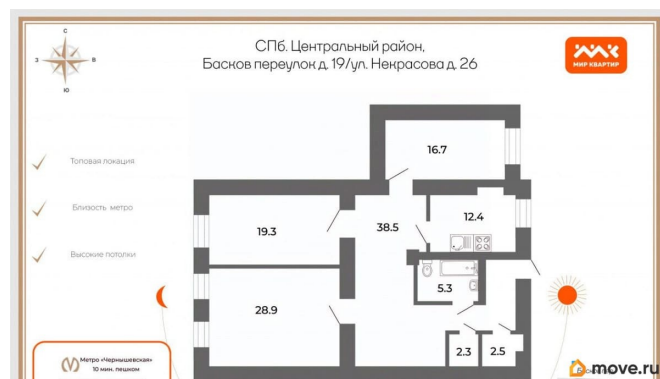 С
З
В
Ю
СПб. Центральный район,
Басков переулок д. 19/ул. Некрасова д. 26
МИР КВАРТИР
Топовая локация
Близость метро
Высокие потолки
16.7
19.3
38.5
12.4
28.9
5.3
2.3
2.5
Метро «Чернышевская»
10 мин. пешком
move.ru